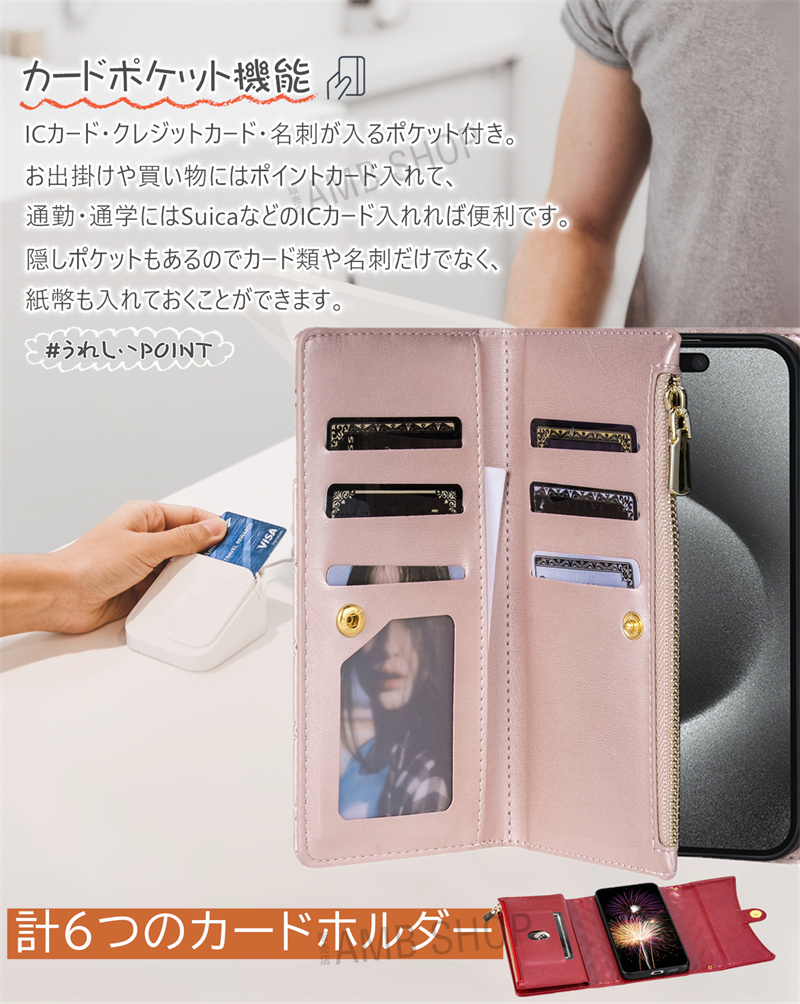 カードポケット機能
ICカード・クレジットカード・名刺が入るポケット付き。
お出掛けや買い物にはポイントカード入れて、
通勤・通学にはSuicaなどのICカード入れれば便利です。
隠しポケットもあるのでカード類や名刺だけでなく、
紙幣も入れておくことができます。
#うれしいPOINT
AMB SHOP
VISA
TRAVEL REWARDS
計6つのカードホルダー
AMB SHOP